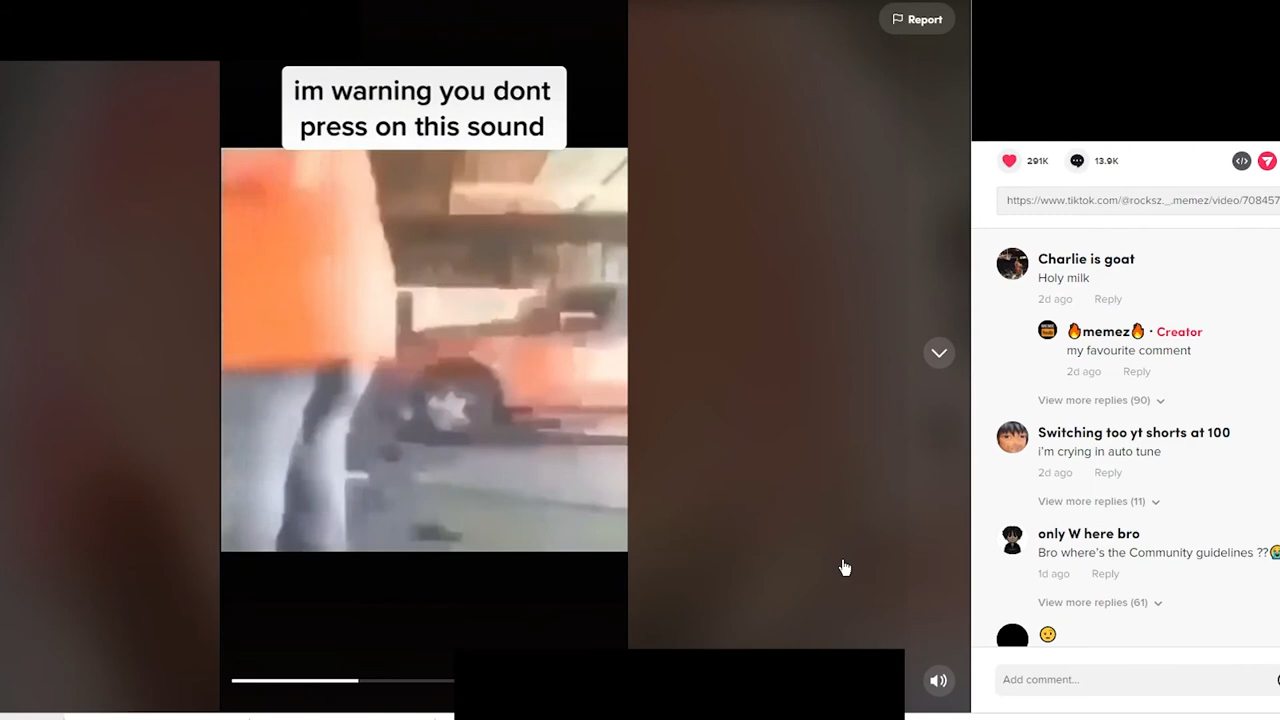 Report
im warning you dont
press on this sound
291K
13.9K
https://www.tiktok.com/@rocksz._.memez/video/708457
Charlie is goat
Holy milk
2d ago Reply
🔥memez🔥 · Creator
my favourite comment
2d ago Reply
View more replies (90)
Switching too yt shorts at 100
i'm crying in auto tune
2d ago Reply
View more replies (11)
only W here bro
Bro where's the Community guidelines ??😭
1d ago Reply
View more replies (61)
😢
Add comment...